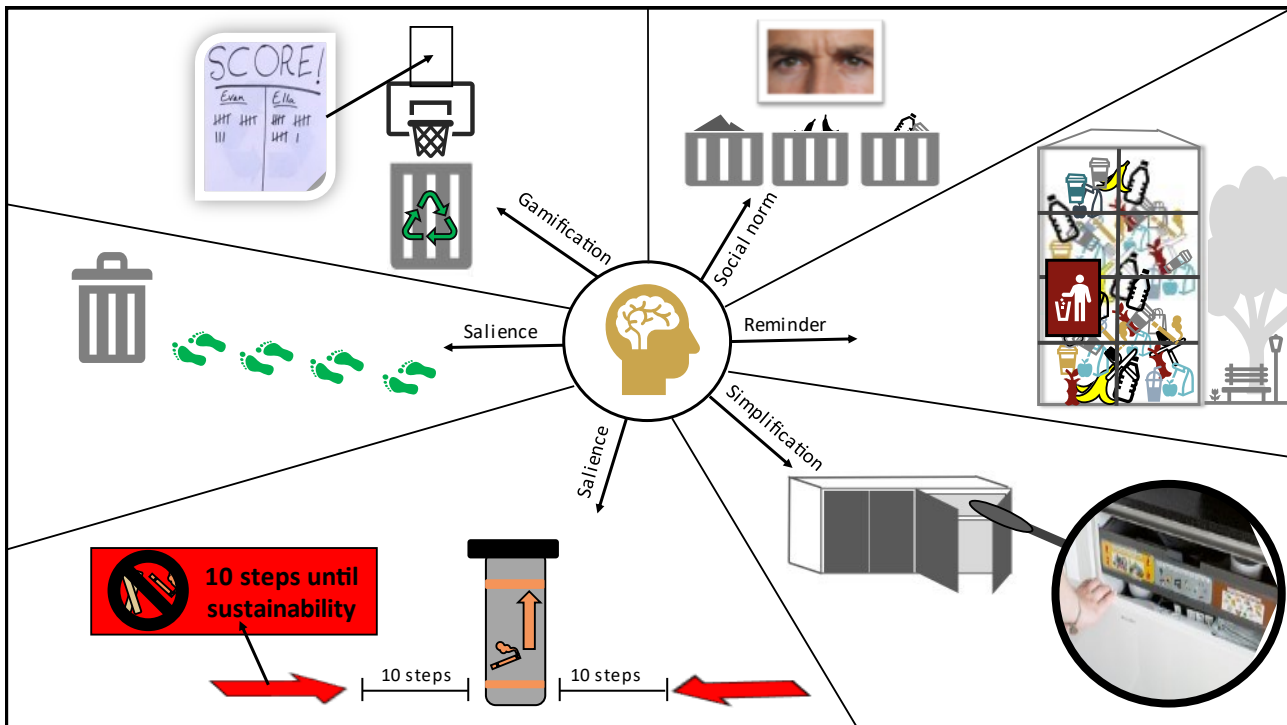 SCORE!
Evan
Ella
Gamification
Social norm
Salience
Reminder
Simplification
Salience
10 steps until
sustainability
10 steps
10 steps